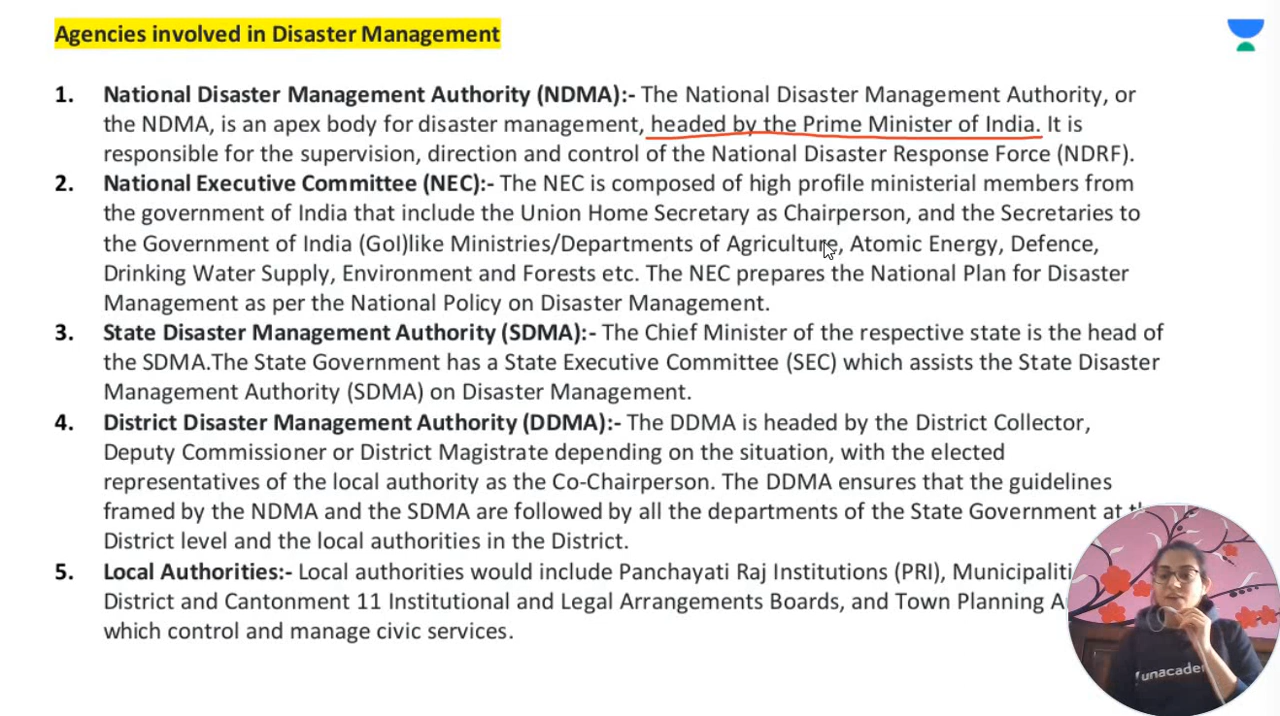 Agencies involved in Disaster Management
1. National Disaster Management Authority (NDMA):- The National Disaster Management Authority, or
the NDMA, is an apex body for disaster management, headed by the Prime Minister of India. It is
responsible for the supervision, direction and control of the National Disaster Response Force (NDRF).
2. National Executive Committee (NEC):- The NEC is composed of high profile ministerial members from
the government of India that include the Union Home Secretary as Chairperson, and the Secretaries to
the Government of India (GoI)like Ministries/Departments of Agriculture, Atomic Energy, Defence,
Drinking Water Supply, Environment and Forests etc. The NEC prepares the National Plan for Disaster
Management as per the National Policy on Disaster Management.
3. State Disaster Management Authority (SDMA):- The Chief Minister of the respective state is the head of
the SDMA.The State Government has a State Executive Committee (SEC) which assists the State Disaster
Management Authority (SDMA) on Disaster Management.
4. District Disaster Management Authority (DDMA):- The DDMA is headed by the District Collector,
Deputy Commissioner or District Magistrate depending on the situation, with the elected
representatives of the local authority as the Co-Chairperson. The DDMA ensures that the guidelines
framed by the NDMA and the SDMA are followed by all the departments of the State Government at
District level and the local authorities in the District.
5. Local Authorities:- Local authorities would include Panchayati Raj Institutions (PRI), Municipaliti
District and Cantonment 11 Institutional and Legal Arrangements Boards, and Town Planning A
which control and manage civic services.
unacade